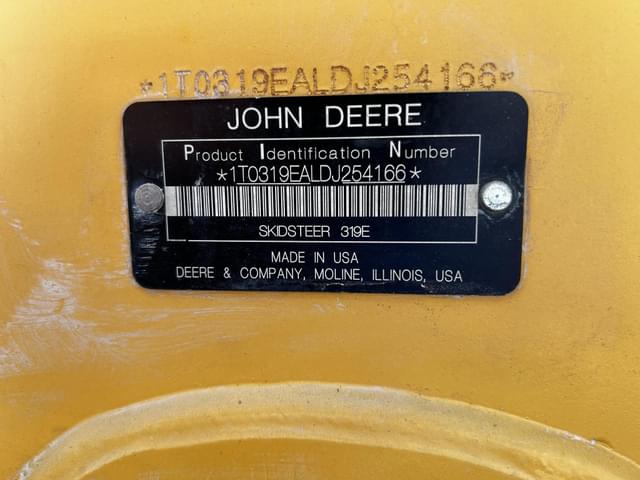 *1T0319EALDJ254166*
JOHN DEERE
Product Identification Number
*1T0319EALDJ254166*
SKIDSTEER 319E
MADE IN USA
DEERE & COMPANY, MOLINE, ILLINOIS, USA